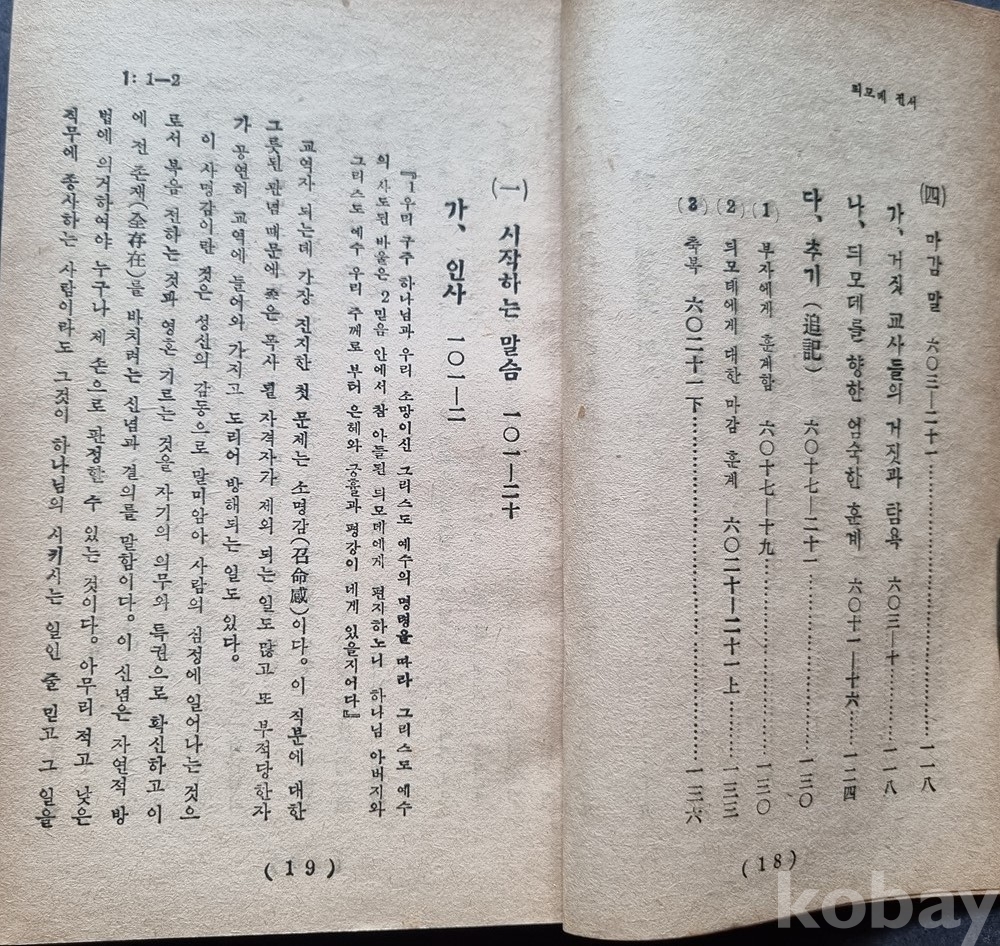 듸모데 전서
㈣ 마감 말 六〇三—二十一 …… 一一八
가、거짓 교사들의 거짓과 탐욕 六〇三—十 …… 一一八
나、듸모데를 향한 엄숙한 훈계 六〇十一—十六 …… 一二四
다、추기(追記) 六〇十七—二十一 …… 一三〇
(1) 부자에게 훈계함 六〇十七—十九 …… 一三〇
(2) 듸모데에게 대한 마감 훈계 六〇二十—二十一上 …… 一三三
(3) 축복 六〇二十一下 …… 一三六
(18)
1: 1—2
㈠ 시작하는 말씀 一〇一—二十
가、인사 一〇一—二
『1우리 구주 하나님과 우리 소망이신 그리스도 예수의 명령을 따라 그리스도 예수
의 사도된 바울은 2믿음 안에서 참 아들된 듸모데에게 편지하노니 하나님 아버지와
그리스도 예수 우리 주께로 부터 은혜와 긍휼과 평강이 네게 있을지어다』
교역자 되는데 가장 진지한 첫 문제는 소명감(召命感)이다。이 직분에 대한
그릇된 관념 때문에 좋은 목사 될 자격자가 제외 되는 일도 많고 또 부적당한자
가 공연히 교역에 들어와 가지고 도리어 방해되는 일도 있다。
이 사명감이란 것은 성신의 감동으로 말미암아 사람의 심정에 일어나는 것으
로서 복음 전하는 것과 영혼 기르는 것을 자기의 의무와 특권으로 확신하고 이
에 전 존재(全存在)를 바치려는 신념과 결의를 말함이다。이 신념은 자연적 방
법에 의거하여야 누구나 제 손으로 판정할 수 있는 것이다。아무리 적고 낮은
직무에 종사하는 사람이라도 그것이 하나님의 시키시는 일인 줄 믿고 그 일을
(19)
kobay